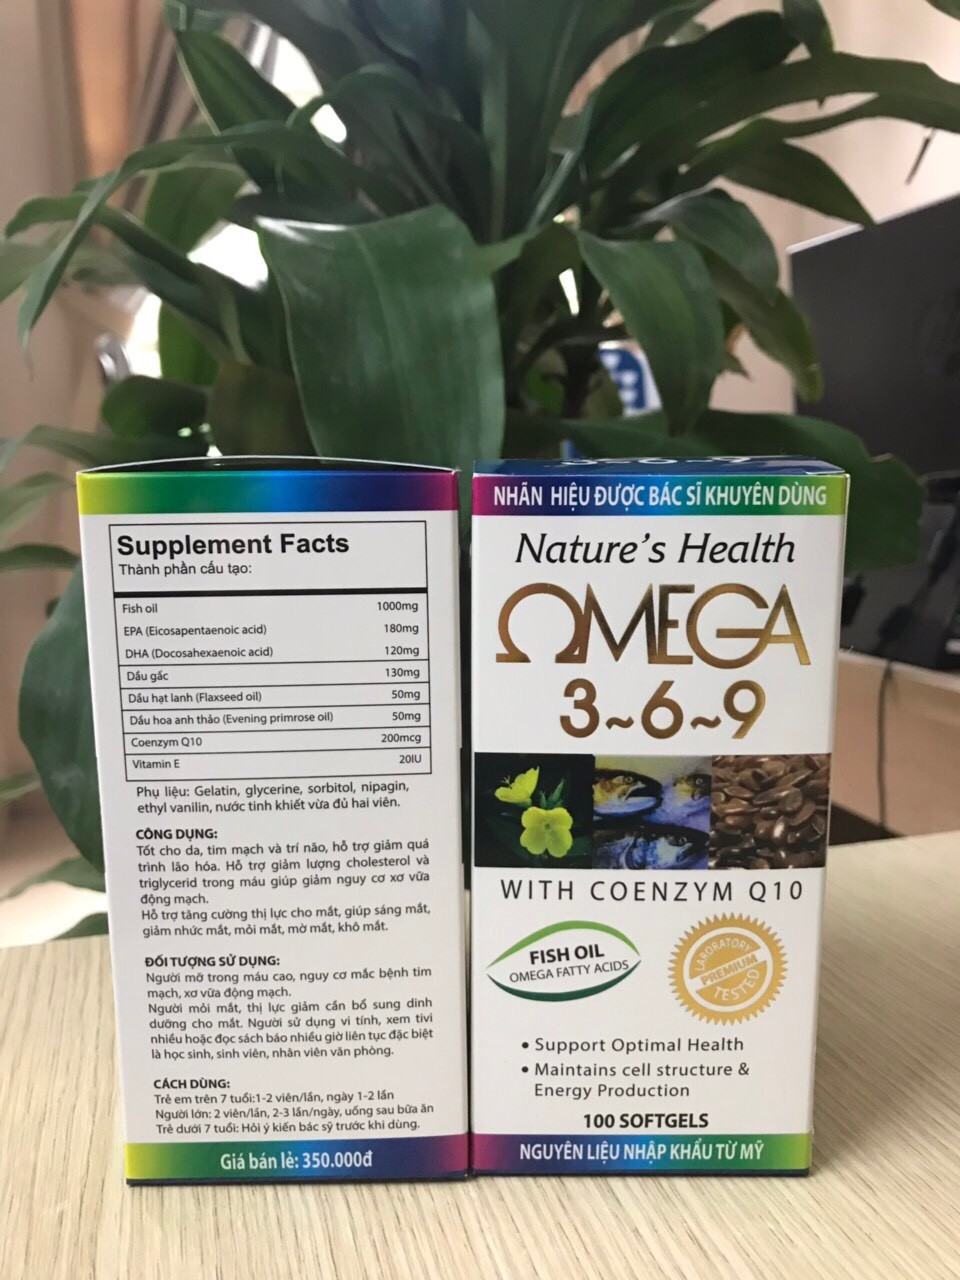 Supplement Facts
Thành phần cấu tạo:
Fish oil 1000mg
EPA (Eicosapentaenoic acid) 180mg
DHA (Docosahexaenoic acid) 120mg
Dầu gấc 130mg
Dầu hạt lanh (Flaxseed oil) 50mg
Dầu hoa anh thảo (Evening primrose oil) 50mg
Coenzym Q10 200mcg
Vitamin E 20IU
Phụ liệu: Gelatin, glycerine, sorbitol, nipagin,
ethyl vanilin, nước tinh khiết vừa đủ hai viên.
CÔNG DỤNG:
Tốt cho da, tim mạch và trí não, hỗ trợ giảm quá
trình lão hóa. Hỗ trợ giảm lượng cholesterol và
triglycerid trong máu giúp giảm nguy cơ xơ vữa
động mạch.
Hỗ trợ tăng cường thị lực cho mắt, giúp sáng mắt,
giảm nhức mắt, mỏi mắt, mờ mắt, khô mắt.
ĐỐI TƯỢNG SỬ DỤNG:
Người mỡ trong máu cao, nguy cơ mắc bệnh tim
mạch, xơ vữa động mạch.
Người mỏi mắt, thị lực giảm cần bổ sung dinh
dưỡng cho mắt. Người sử dụng vi tính, xem tivi
nhiều hoặc đọc sách báo nhiều giờ liên tục đặc biệt
là học sinh, sinh viên, nhân viên văn phòng.
CÁCH DÙNG:
Trẻ em trên 7 tuổi:1-2 viên/lần, ngày 1-2 lần
Người lớn: 2 viên/lần, 2-3 lần/ngày, uống sau bữa ăn
Trẻ dưới 7 tuổi: Hỏi ý kiến bác sỹ trước khi dùng.
Giá bán lẻ: 350.000đ
NHÃN HIỆU ĐƯỢC BÁC SĨ KHUYÊN DÙNG
Nature's Health
ΩMEGA
3~6~9
WITH COENZYM Q10
FISH OIL
OMEGA FATTY ACIDS
LABORATORY
PREMIUM
TESTED
• Support Optimal Health
• Maintains cell structure &
Energy Production
100 SOFTGELS
NGUYÊN LIỆU NHẬP KHẨU TỪ MỸ